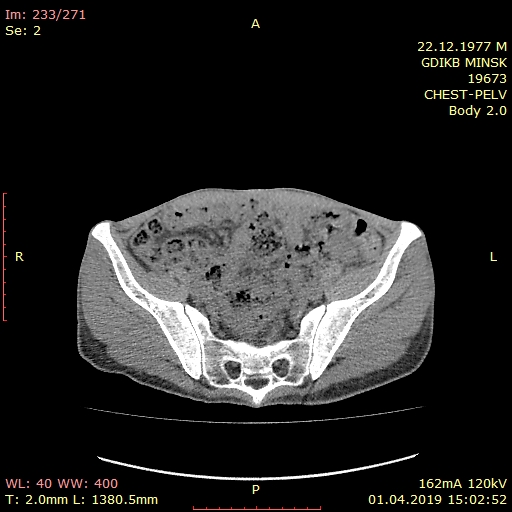 Im: 233/271
Se: 2
A
22.12.1977 M
GDIKB MINSK
19673
CHEST-PELV
Body 2.0
R
L
WL: 40 WW: 400
T: 2.0mm L: 1380.5mm
P
162mA 120kV
01.04.2019 15:02:52